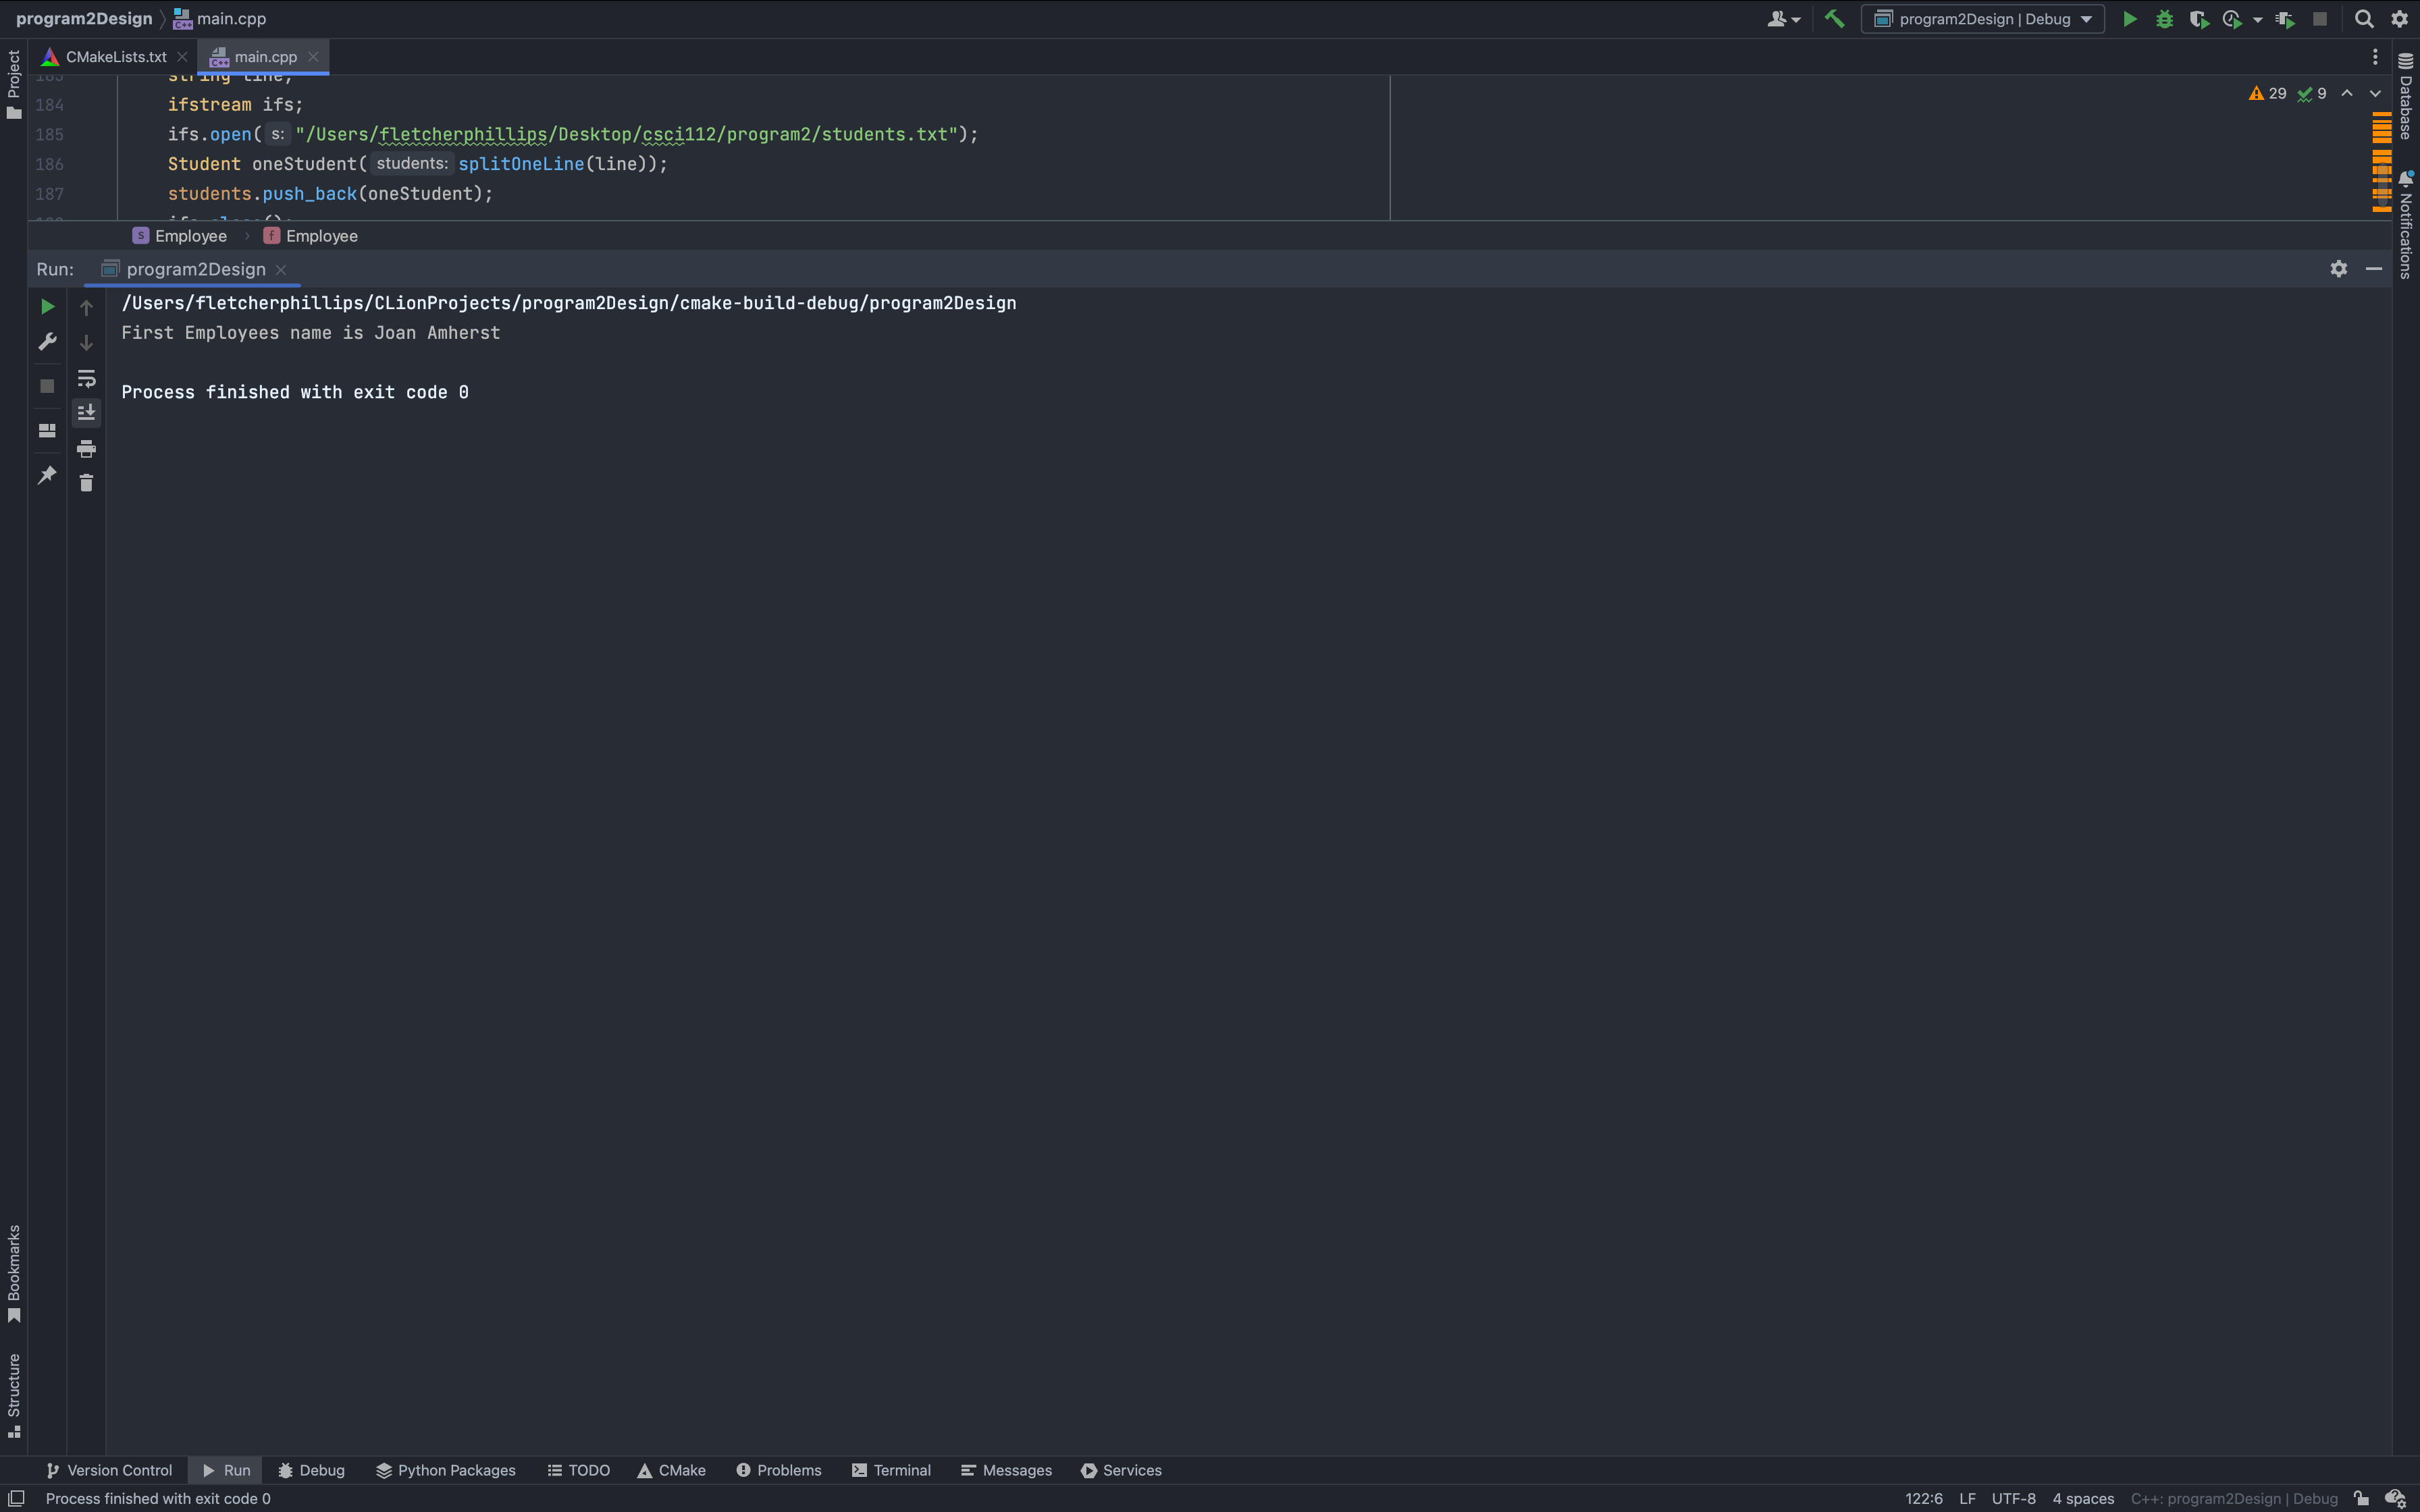 program2Design main.cpp program2Design | Debug
CMakeLists.txt main.cpp
Project
string line;
184 ifstream ifs; 29 9
185 ifs.open( s: "/Users/fletcherphillips/Desktop/csci112/program2/students.txt");
186 Student oneStudent( students: splitOneLine(line));
187 students.push_back(oneStudent);
Database
Notifications
S Employee f Employee
Run: program2Design
/Users/fletcherphillips/CLionProjects/program2Design/cmake-build-debug/program2Design
First Employees name is Joan Amherst
Process finished with exit code 0
Bookmarks
Structure
Version Control Run Debug Python Packages TODO CMake Problems Terminal Messages Services
Process finished with exit code 0 122:6 LF UTF-8 4 spaces C++: program2Design | Debug